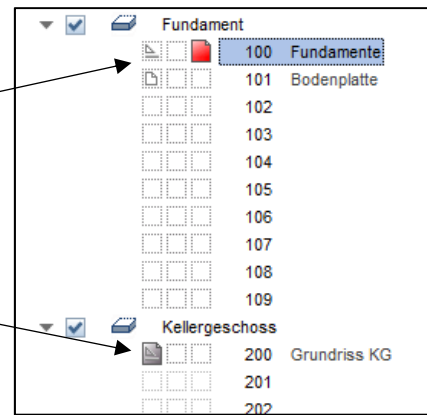 Fundament
100 Fundamente
101 Bodenplatte
102
103
104
105
106
107
108
109
Kellergeschoss
200 Grundriss KG
201
202